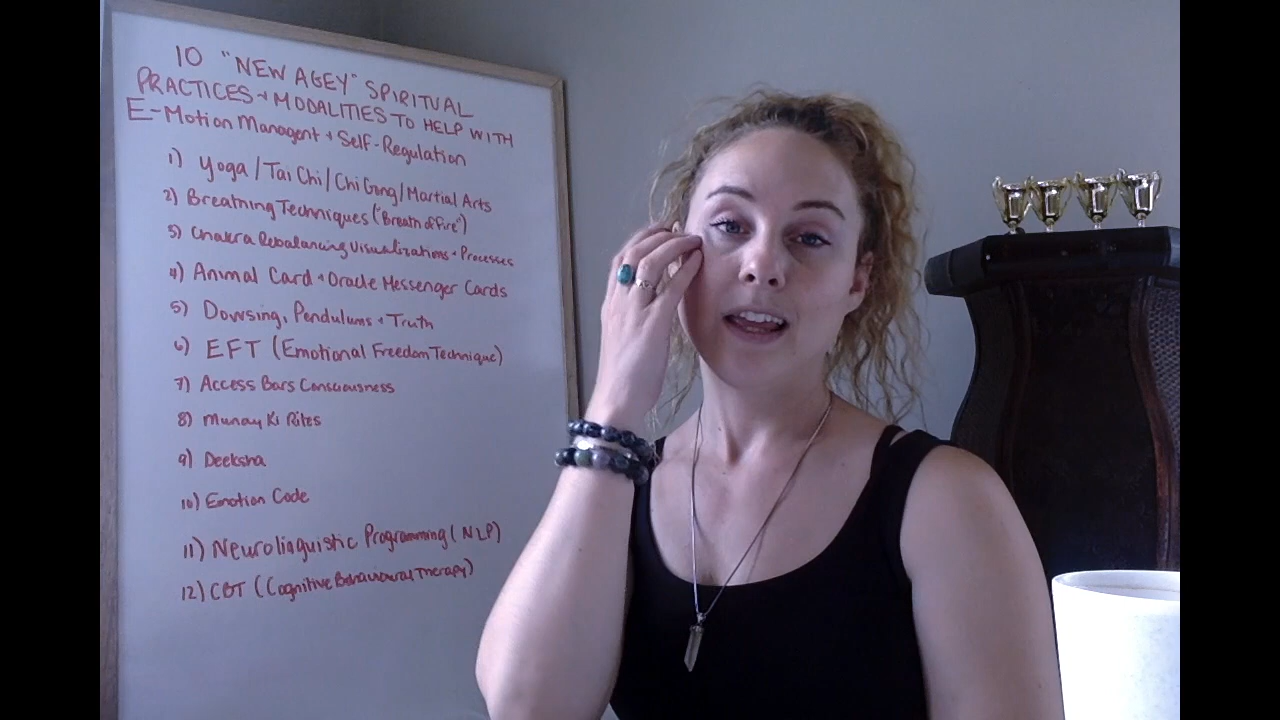 10 "NEW AGEY" SPIRITUAL
PRACTICES + MODALITIES TO HELP WITH
E-Motion Managent + Self-Regulation
1) Yoga / Tai Chi / Chi Gong / Martial Arts
2) Breathing Techniques ("Breath of Fire")
3) Chakra Rebalancing Visualizations + Processes
4) Animal Card + Oracle Messenger Cards
5) Dowsing, Pendulums + Truth
6) EFT (Emotional Freedom Technique)
7) Access Bars Consciousness
8) Munay Ki Rites
9) Deeksha
10) Emotion Code
11) Neurolinguistic Programming (NLP)
12) CBT (Cognitive Behavioural Therapy)